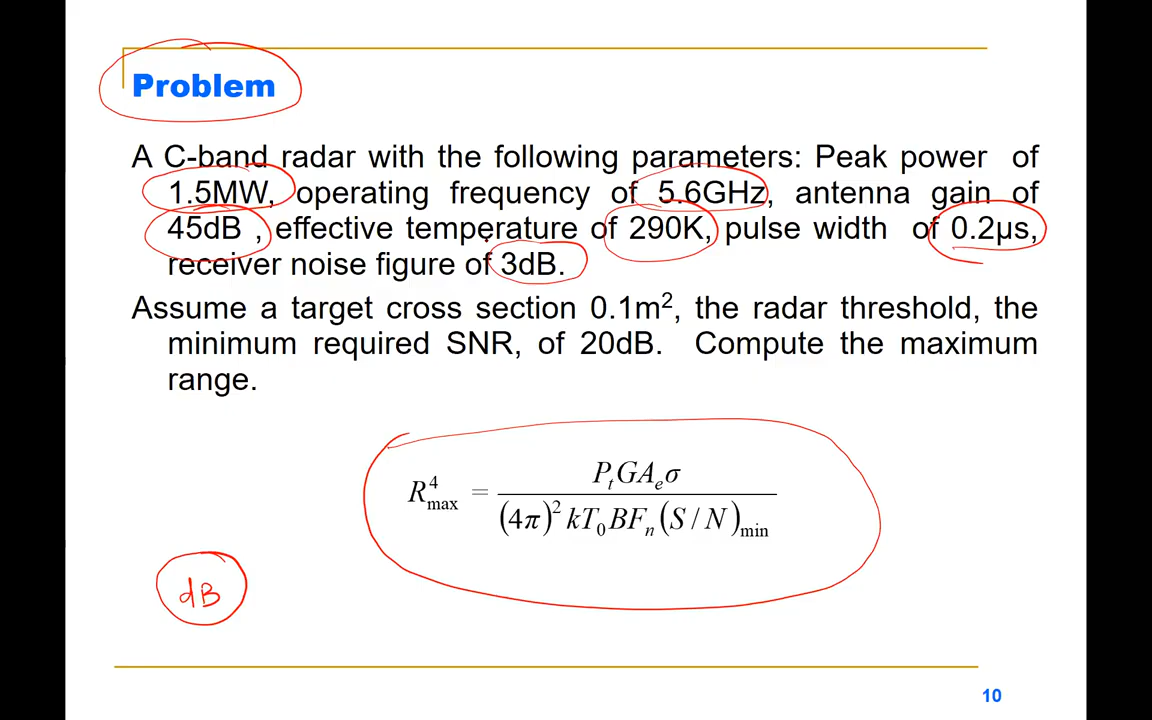 Problem
A C-band radar with the following parameters: Peak power of
1.5MW, operating frequency of 5.6GHz, antenna gain of
45dB , effective temperature of 290K, pulse width of 0.2μs,
receiver noise figure of 3dB.
Assume a target cross section 0.1m², the radar threshold, the
minimum required SNR, of 20dB. Compute the maximum
range.
R⁴max = PtGAeσ / (4π)² kT₀BFn (S / N)min
dB
10